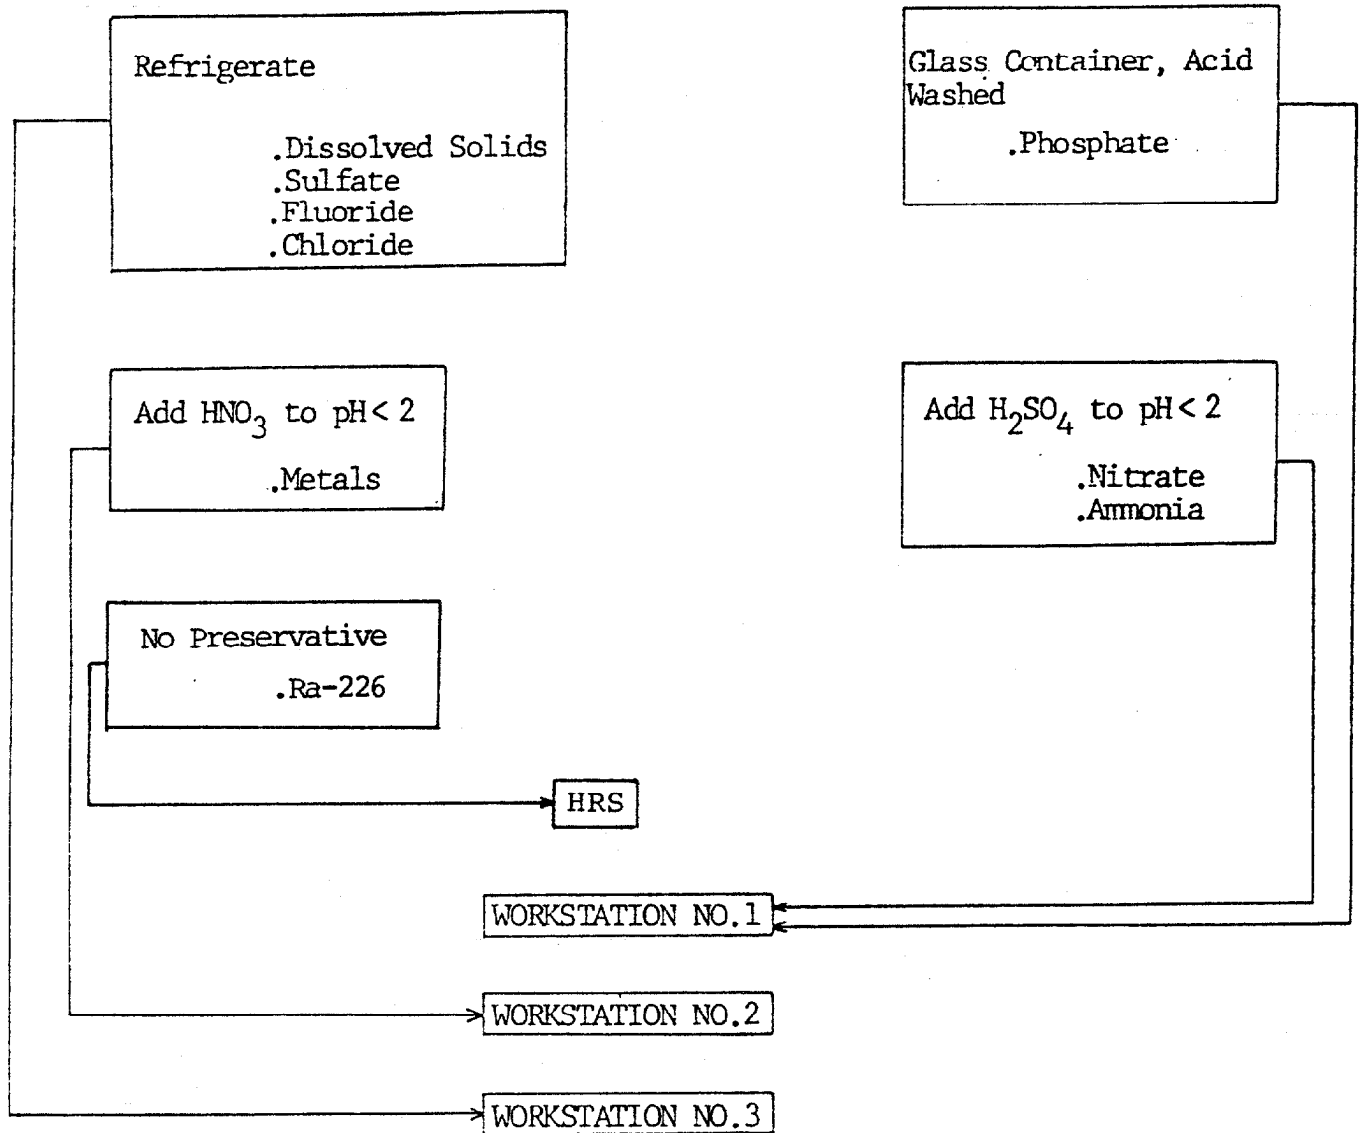 Refrigerate
.Dissolved Solids
.Sulfate
.Fluoride
.Chloride
Glass Container, Acid
Washed
.Phosphate
Add HNO₃ to pH< 2
.Metals
Add H₂SO₄ to pH< 2
.Nitrate
.Ammonia
No Preservative
.Ra-226
HRS
WORKSTATION NO.1
WORKSTATION NO.2
WORKSTATION NO.3